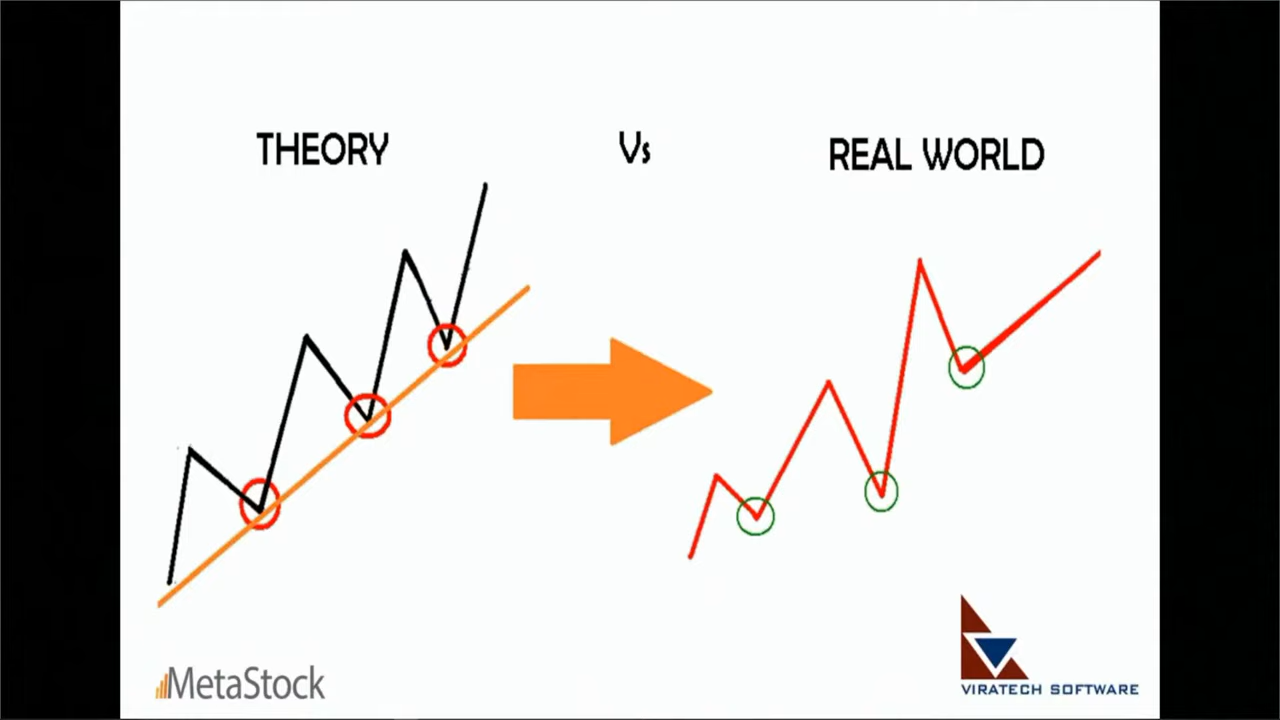 THEORY
Vs
REAL WORLD
MetaStock
VIRATECH SOFTWARE